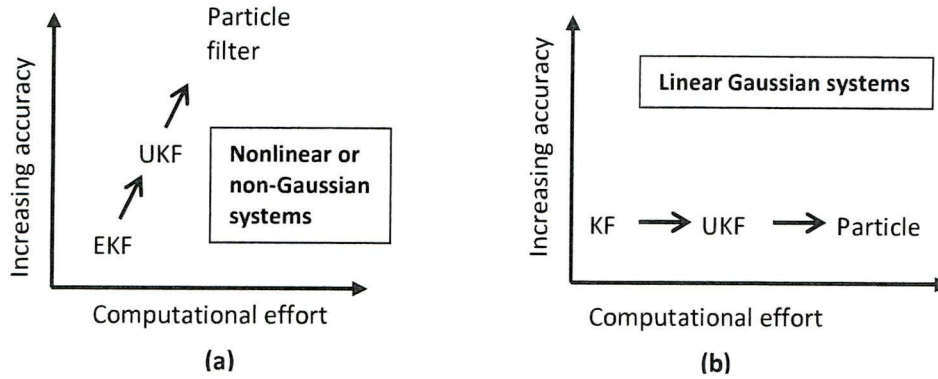 Increasing accuracy
Particle
filter
UKF
EKF
Nonlinear or
non-Gaussian
systems
Computational effort
(a)
Increasing accuracy
Linear Gaussian systems
KF
UKF
Particle
Computational effort
(b)